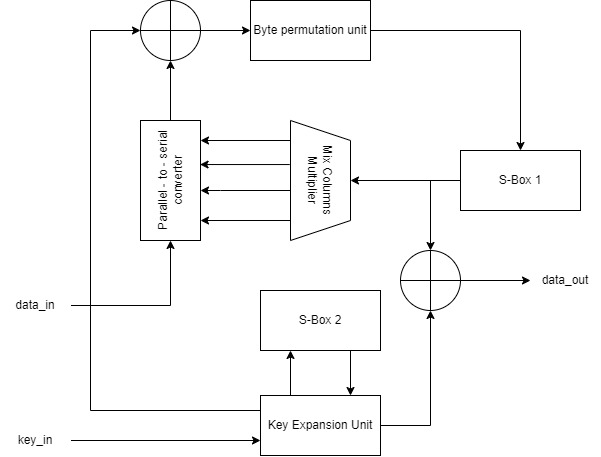 Byte permutation unit
Parallel - to - serial
converter
Mix Columns
Multiplier
S-Box 1
data_in
data_out
S-Box 2
Key Expansion Unit
key_in